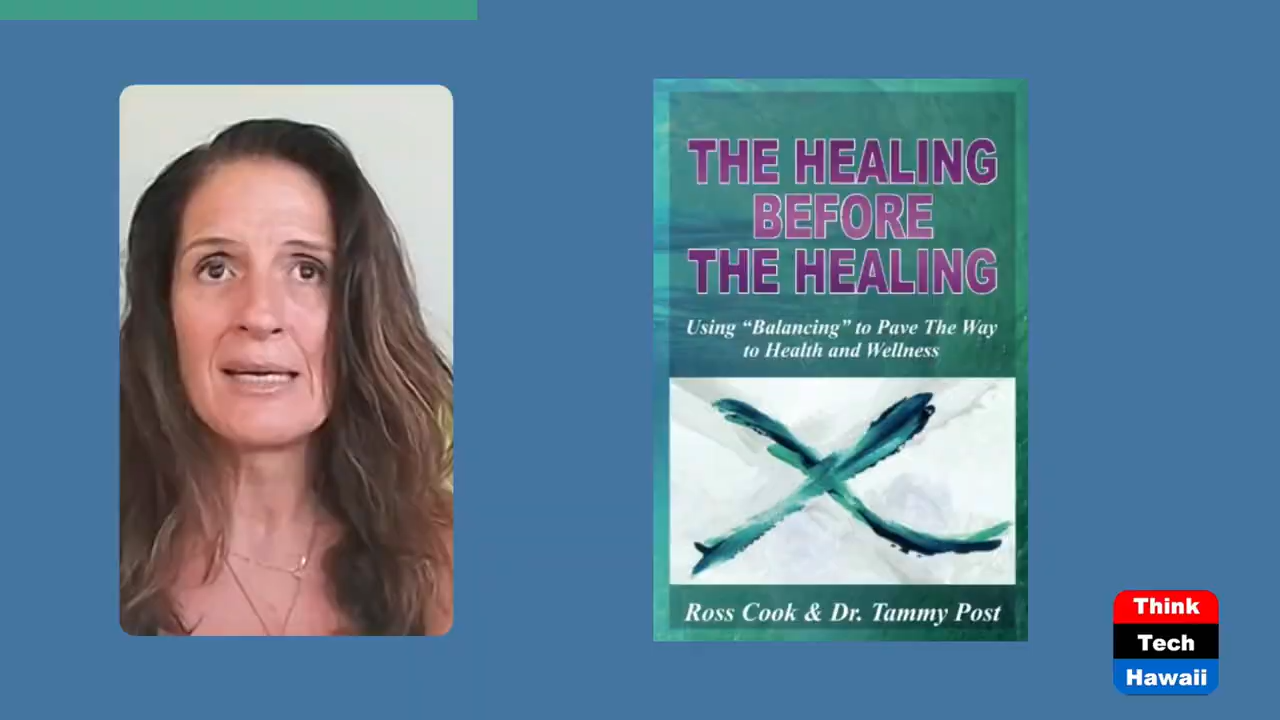 THE HEALING
BEFORE
THE HEALING
Using “Balancing” to Pave The Way
to Health and Wellness
Ross Cook & Dr. Tammy Post
Think
Tech
Hawaii